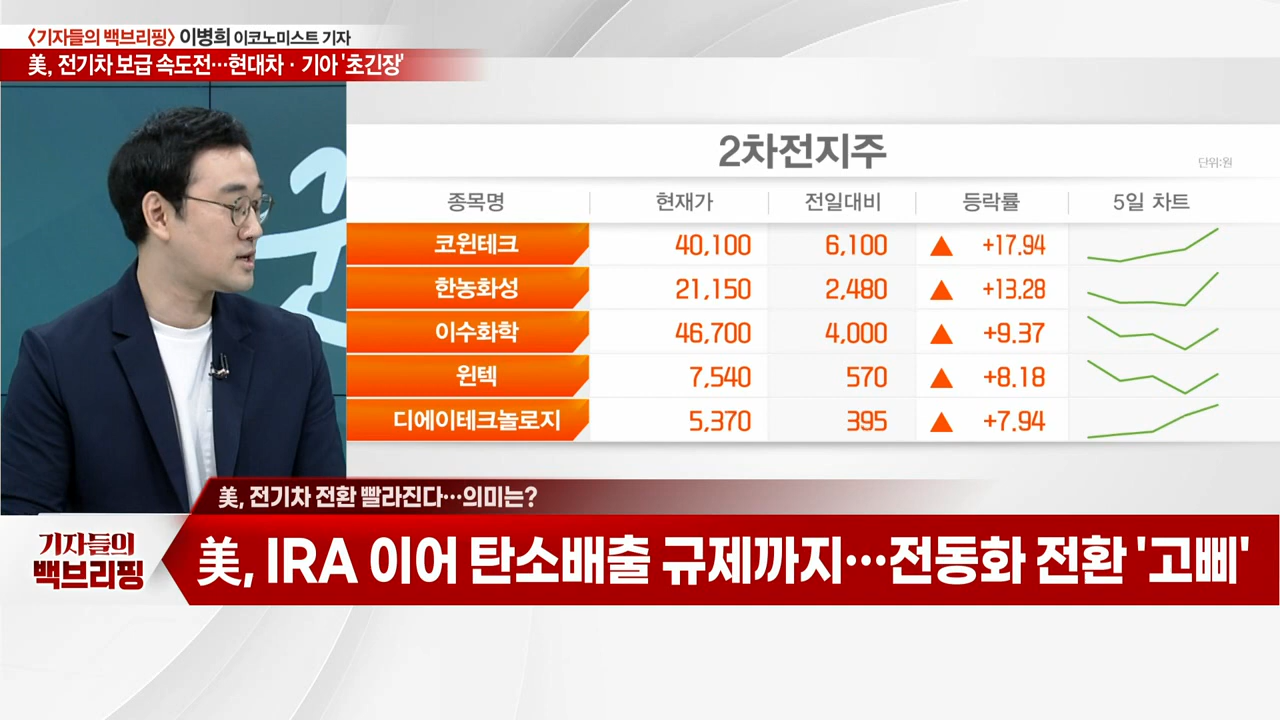 <기자들의 백브리핑> 이병희 이코노미스트 기자
美, 전기차 보급 속도전…현대차·기아 '초긴장'
2차전지주
단위:원
종목명 현재가 전일대비 등락률 5일 차트
코윈테크 40,100 6,100 ▲ +17.94
한농화성 21,150 2,480 ▲ +13.28
이수화학 46,700 4,000 ▲ +9.37
윈텍 7,540 570 ▲ +8.18
디에이테크놀로지 5,370 395 ▲ +7.94
美, 전기차 전환 빨라진다…의미는?
기자들의
백브리핑
美, IRA 이어 탄소배출 규제까지…전동화 전환 '고삐'